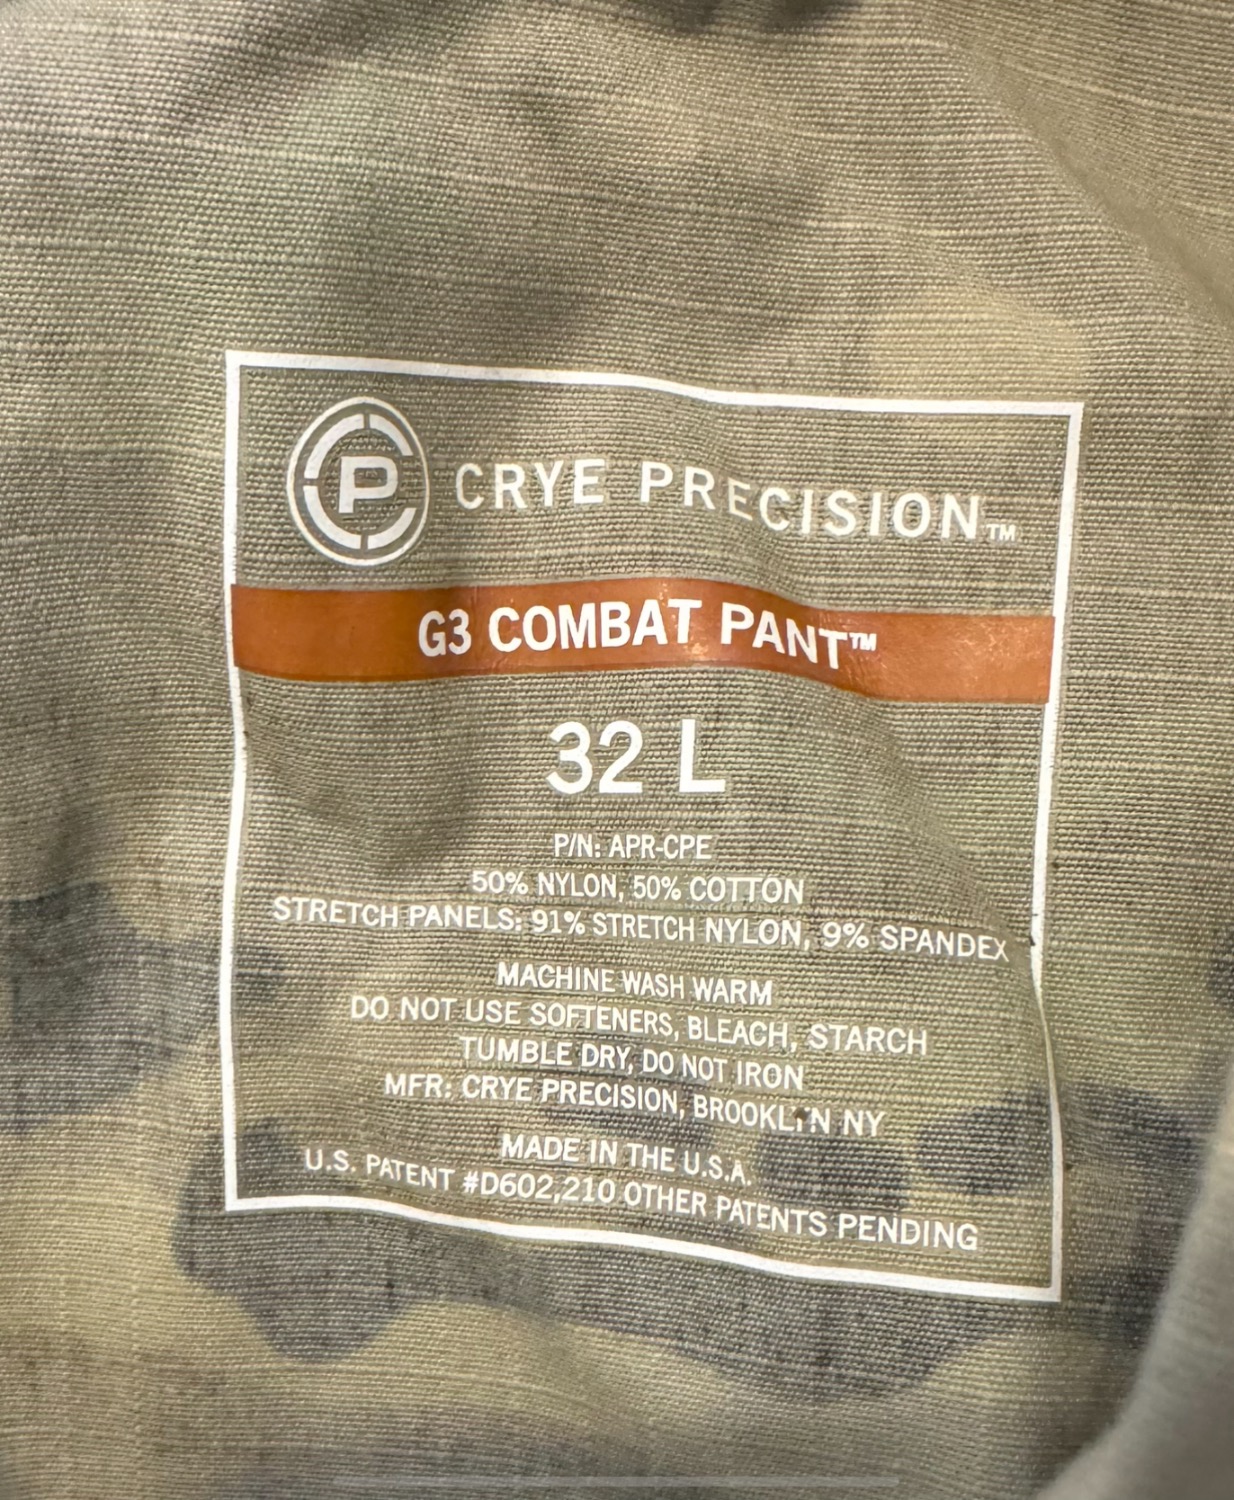 CP CRYE PRECISION™
G3 COMBAT PANT™
32 L
P/N: APR-CPE
50% NYLON, 50% COTTON
STRETCH PANELS: 91% STRETCH NYLON, 9% SPANDEX
MACHINE WASH WARM
DO NOT USE SOFTENERS, BLEACH, STARCH
TUMBLE DRY, DO NOT IRON
MFR: CRYE PRECISION, BROOKLYN NY
MADE IN THE U.S.A.
U.S. PATENT #D602,210 OTHER PATENTS PENDING